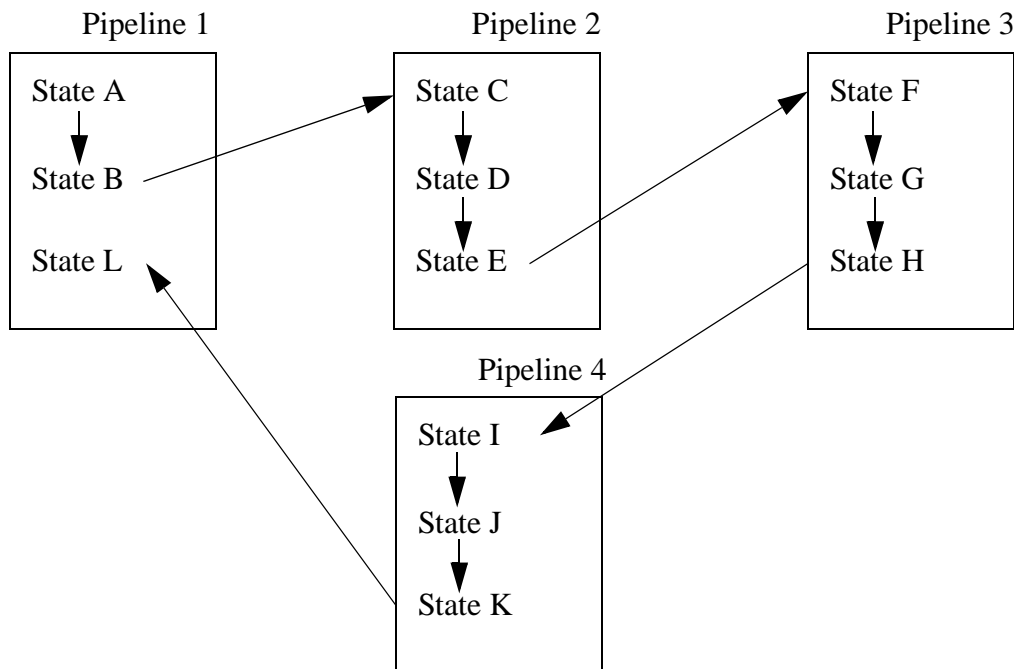 Pipeline 1
State A
State B
State L
Pipeline 2
State C
State D
State E
Pipeline 3
State F
State G
State H
Pipeline 4
State I
State J
State K